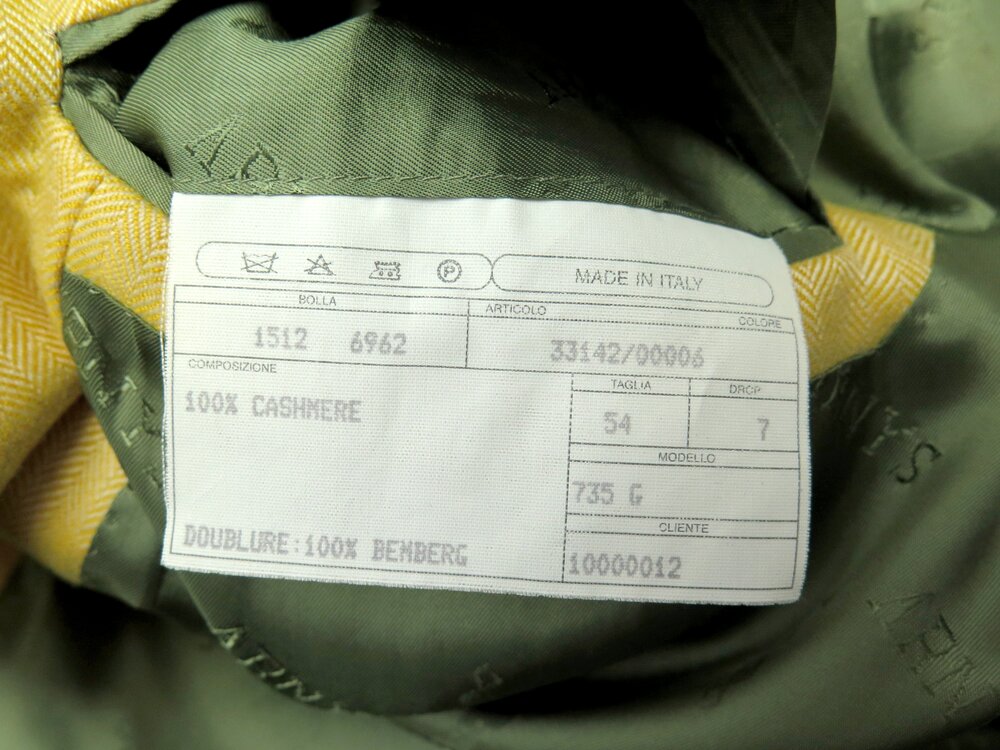 MADE IN ITALY
BOLLA
ARTICOLO
COLORE
1512 6962
33142/00006
COMPOSIZIONE
TAGLIA
DROP
100% CASHMERE
54
7
MODELLO
735 G
CLIENTE
DOUBLURE:100% BEMBERG
10000012